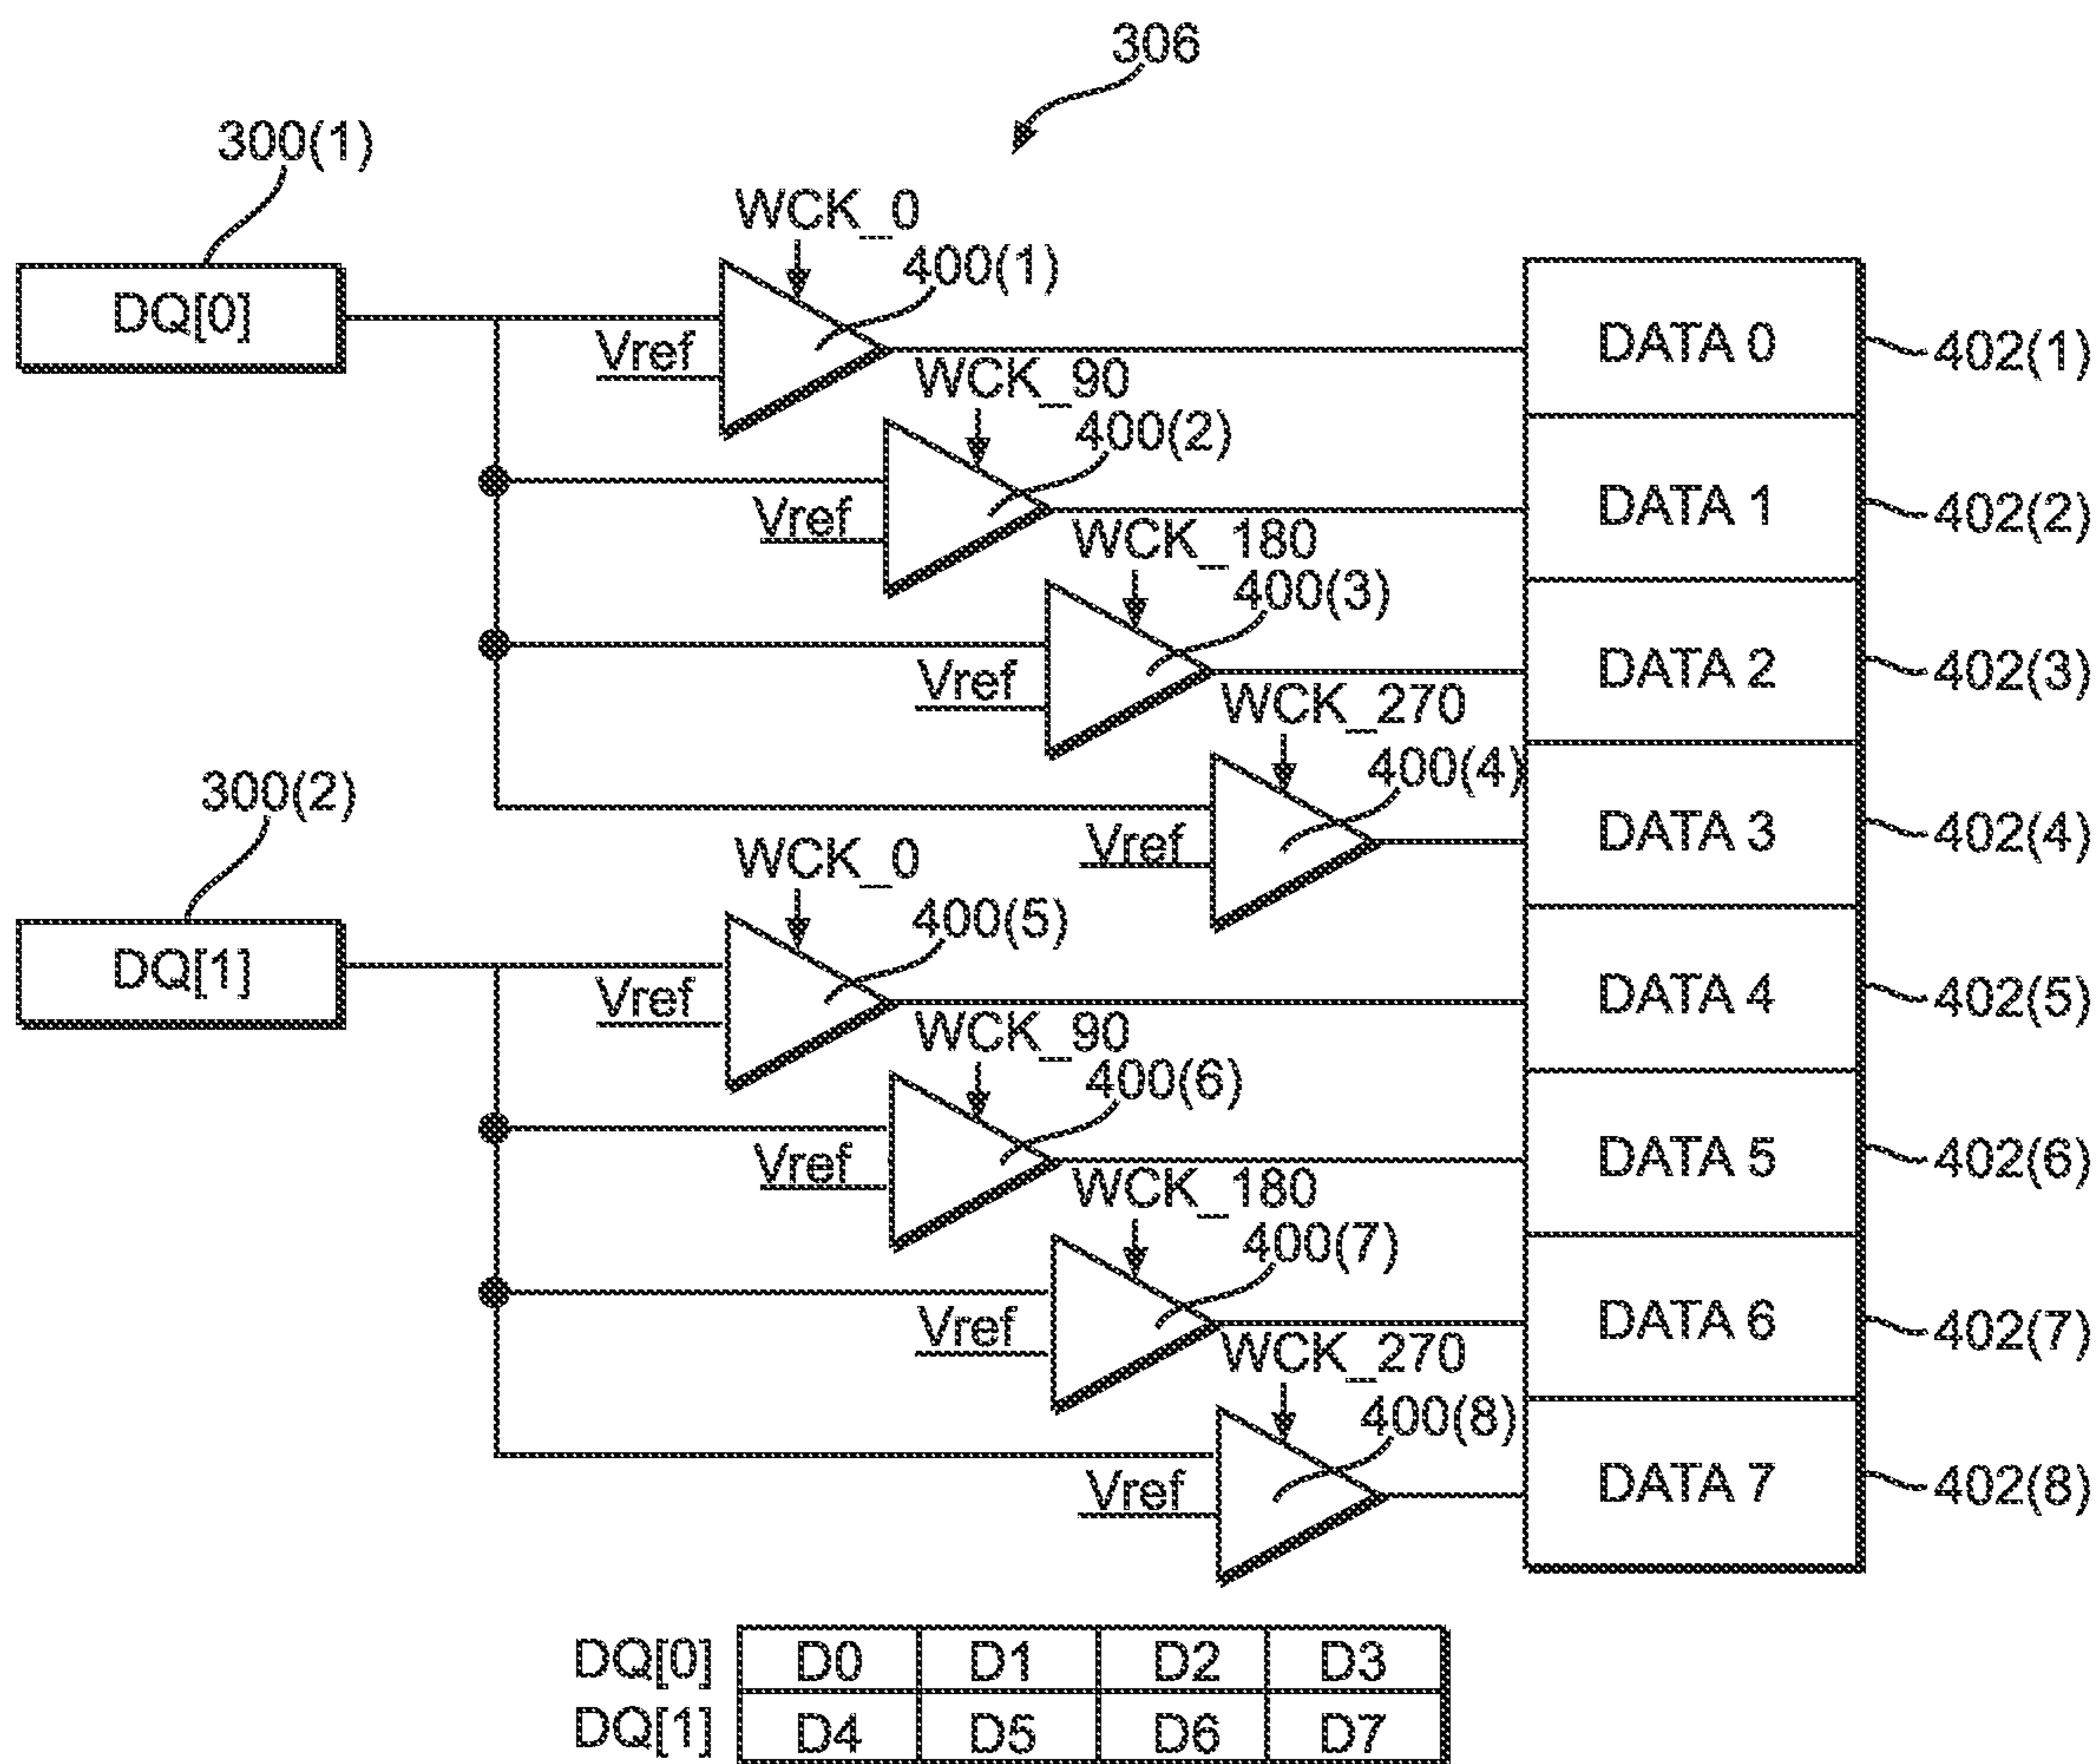 306
300(1)
WCK_0
400(1)
DQ[0]
Vref
DATA 0
402(1)
WCK_90
400(2)
Vref
DATA 1
402(2)
WCK_180
400(3)
Vref
DATA 2
402(3)
WCK_270
400(4)
300(2)
Vref
DATA 3
402(4)
WCK_0
400(5)
DQ[1]
Vref
DATA 4
402(5)
WCK_90
400(6)
Vref
DATA 5
402(6)
WCK_180
400(7)
Vref
DATA 6
402(7)
WCK_270
400(8)
Vref
DATA 7
402(8)
DQ[0] D0 D1 D2 D3
DQ[1] D4 D5 D6 D7